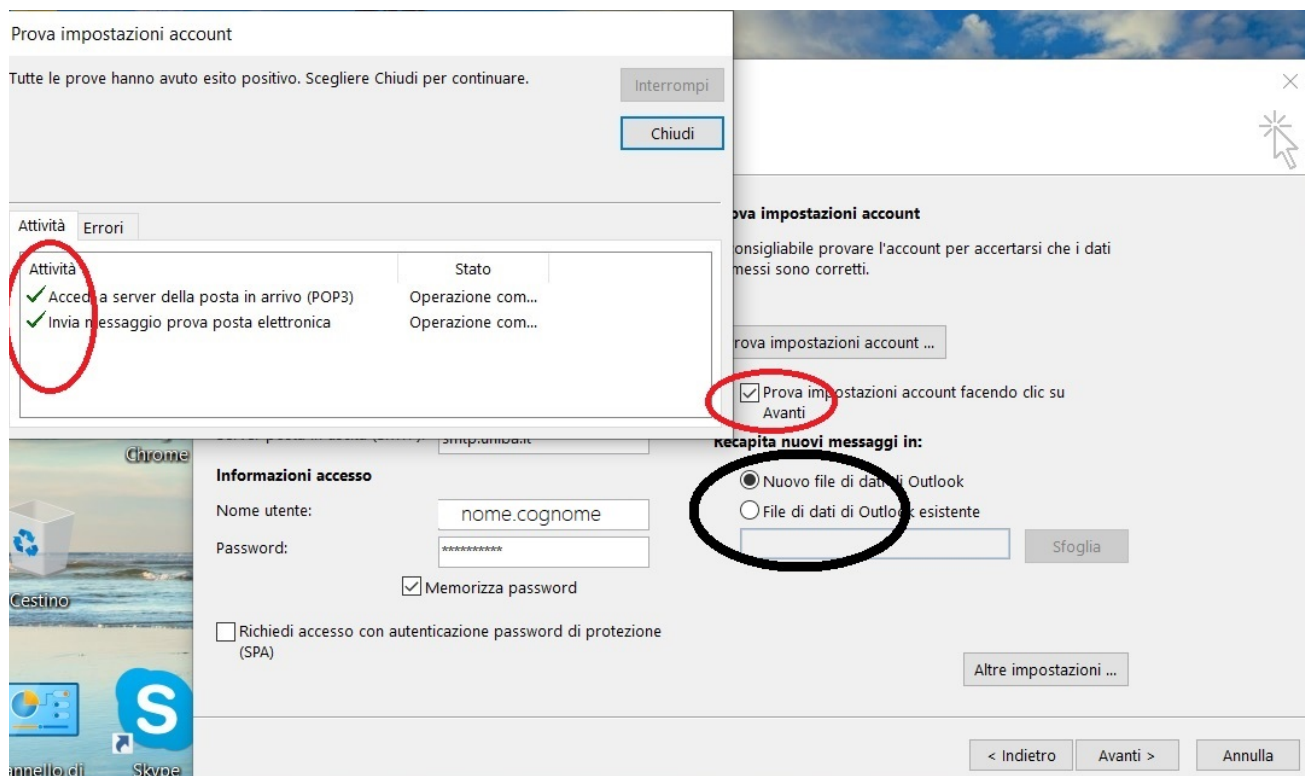 Prova impostazioni account
Tutte le prove hanno avuto esito positivo. Scegliere Chiudi per continuare.
Interrompi
Chiudi
Attività
Errori
Attività
Stato
Accedi a server della posta in arrivo (POP3)
Operazione com...
Invia messaggio prova posta elettronica
Operazione com...
ova impostazioni account
onsigliabile provare l'account per accertarsi che i dati
messi sono corretti.
rova impostazioni account ...
Prova impostazioni account facendo clic su
Avanti
Recapita nuovi messaggi in:
Nuovo file di dati di Outlook
File di dati di Outlook esistente
Sfoglia
smtp.uniba.it
Informazioni accesso
Nome utente:
nome.cognome
Password:
**********
Memorizza password
Richiedi accesso con autenticazione password di protezione
(SPA)
Altre impostazioni ...
< Indietro
Avanti >
Annulla
Chrome
Cestino
annello di
Skype